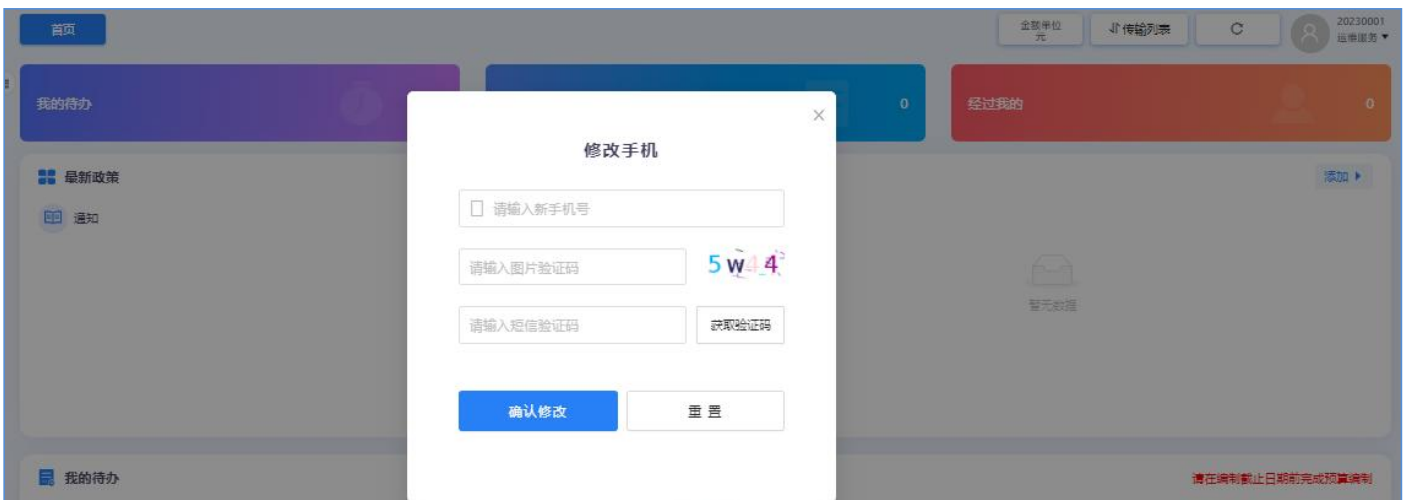 首页
金额单位
元
传输列表
20230001
运维服务
我的待办
0
经过我的
0
修改手机
最新政策
添加
请输入新手机号
通知
请输入图片验证码
5w44
请输入短信验证码
获取验证码
暂无数据
确认修改
重置
我的待办
请在编制截止日期前完成预算编制